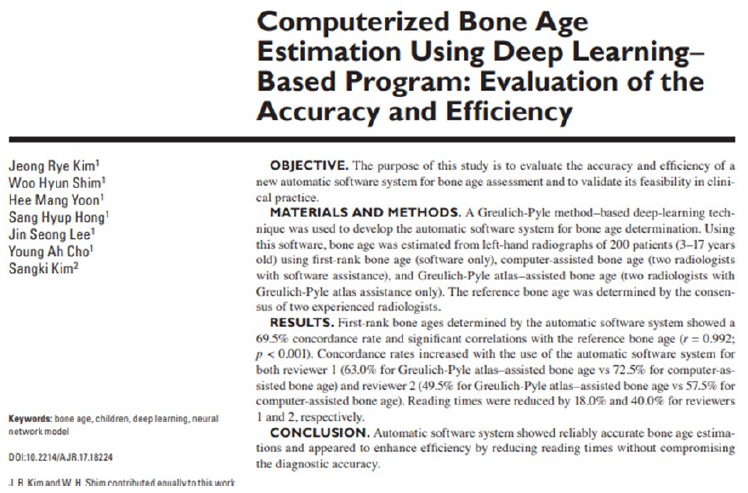 Computerized Bone Age
Estimation Using Deep Learning–
Based Program: Evaluation of the
Accuracy and Efficiency
Jeong Rye Kim1
Woo Hyun Shim1
Hee Mang Yoon1
Sang Hyup Hong1
Jin Seong Lee1
Young Ah Cho1
Sangki Kim2
OBJECTIVE. The purpose of this study is to evaluate the accuracy and efficiency of a
new automatic software system for bone age assessment and to validate its feasibility in clini-
cal practice.
MATERIALS AND METHODS. A Greulich-Pyle method–based deep-learning tech-
nique was used to develop the automatic software system for bone age determination. Using
this software, bone age was estimated from left-hand radiographs of 200 patients (3–17 years
old) using first-rank bone age (software only), computer-assisted bone age (two radiologists
with software assistance), and Greulich-Pyle atlas–assisted bone age (two radiologists with
Greulich-Pyle atlas assistance only). The reference bone age was determined by the consen-
sus of two experienced radiologists.
RESULTS. First-rank bone ages determined by the automatic software system showed a
69.5% concordance rate and significant correlations with the reference bone age (r = 0.992;
p < 0.001). Concordance rates increased with the use of the automatic software system for
both reviewer 1 (63.0% for Greulich-Pyle atlas–assisted bone age vs 72.5% for computer-as-
sisted bone age) and reviewer 2 (49.5% for Greulich-Pyle atlas–assisted bone age vs 57.5% for
computer-assisted bone age). Reading times were reduced by 18.0% and 40.0% for reviewers
1 and 2, respectively.
CONCLUSION. Automatic software system showed reliably accurate bone age estima-
tions and appeared to enhance efficiency by reducing reading times without compromising
the diagnostic accuracy.
Keywords: bone age, children, deep learning, neural
network model
DOI:10.2214/AJR.17.18224
J. R. Kim and W. H. Shim contributed equally to this work.